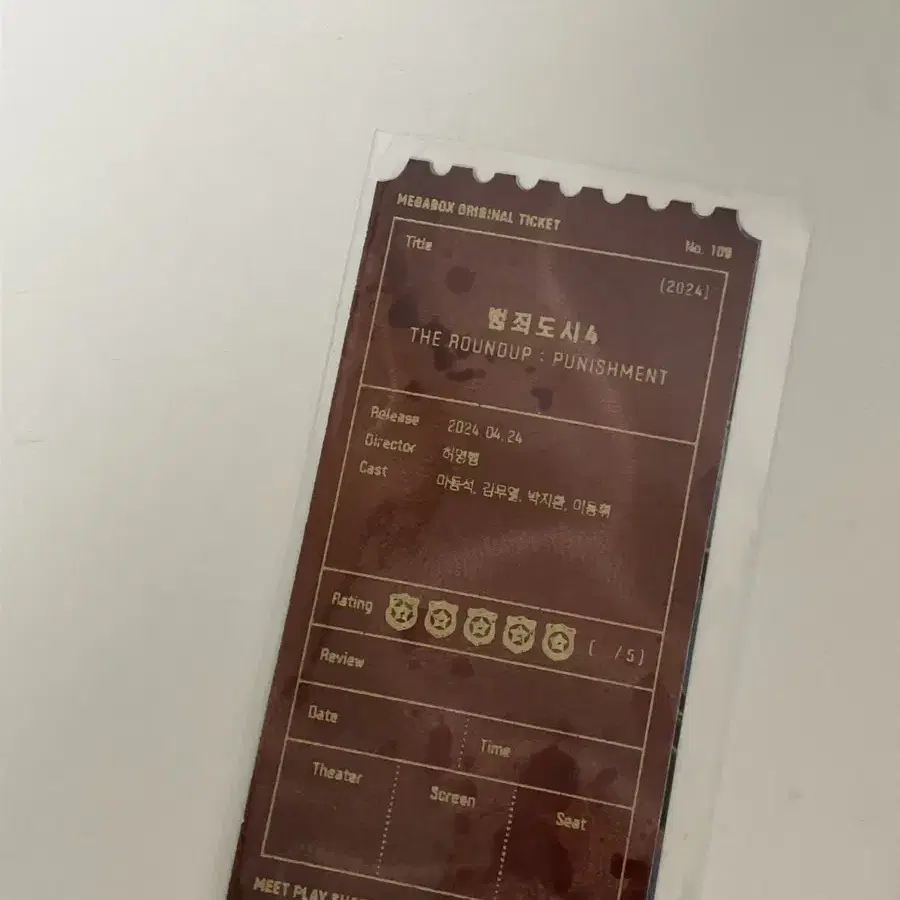 MEGABOX ORIGINAL TICKET
No. 109
Title
[2024]
범죄도시4
THE ROUNDUP : PUNISHMENT
Release 2024.04.24
Director 허명행
Cast 마동석, 김무열, 박지환, 이동휘
Rating [ /5]
Review
Date
Time
Theater
Screen
Seat
MEET PLAY